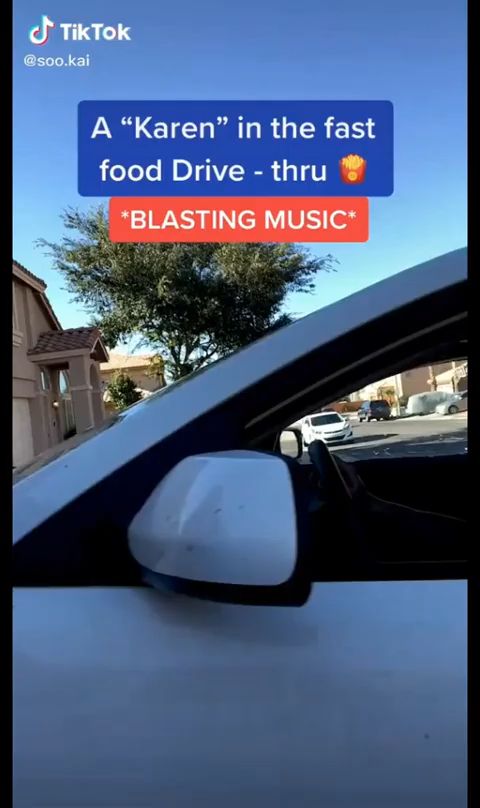 TikTok
@soo.kai
A “Karen” in the fast
food Drive - thru 🍟
*BLASTING MUSIC*